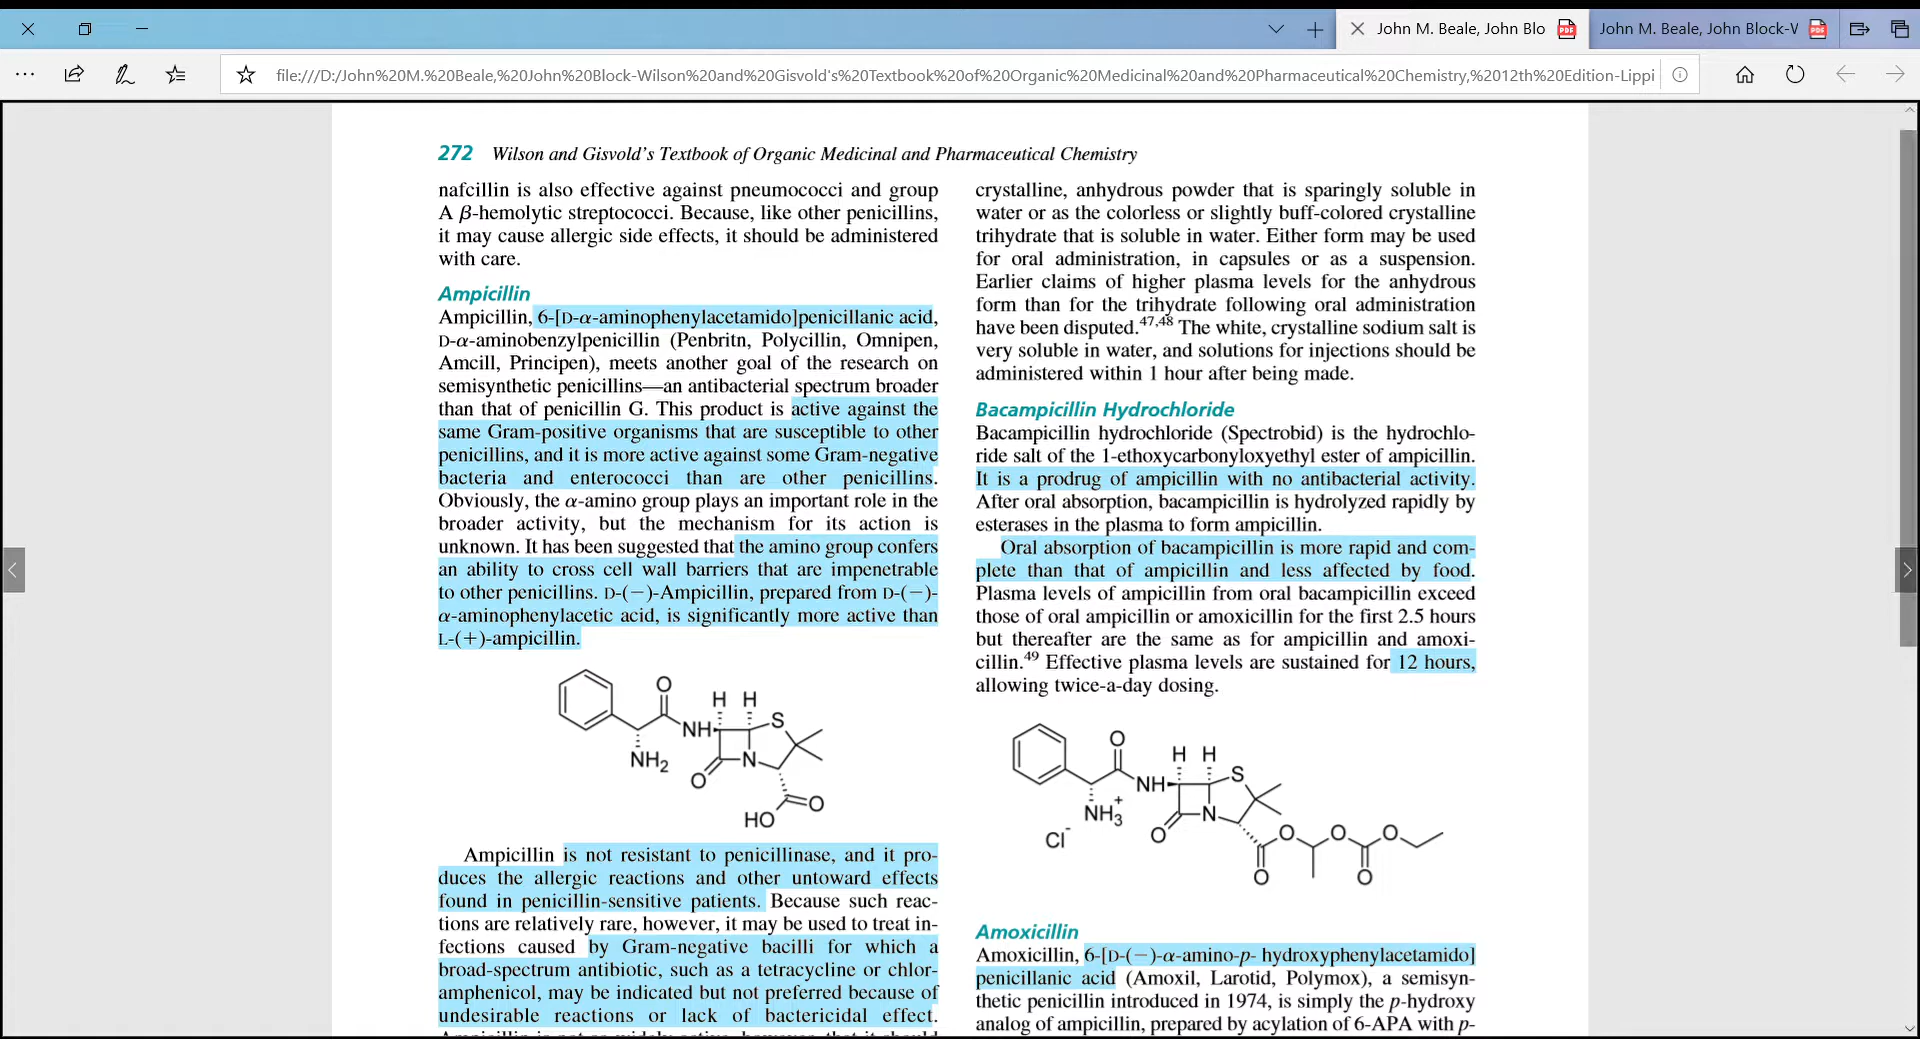 John M. Beale, John Blo
John M. Beale, John Block-V
file:///D:/John%20M.%20Beale,%20John%20Block-Wilson%20and%20Gisvold's%20Textbook%20of%20Organic%20Medicinal%20and%20Pharmaceutical%20Chemistry,%2012th%20Edition-Lippi
272 Wilson and Gisvold's Textbook of Organic Medicinal and Pharmaceutical Chemistry
nafcillin is also effective against pneumococci and group
A β-hemolytic streptococci. Because, like other penicillins,
it may cause allergic side effects, it should be administered
with care.
Ampicillin
Ampicillin, 6-[D-α-aminophenylacetamido]penicillanic acid,
D-α-aminobenzylpenicillin (Penbritn, Polycillin, Omnipen,
Amcill, Principen), meets another goal of the research on
semisynthetic penicillins—an antibacterial spectrum broader
than that of penicillin G. This product is active against the
same Gram-positive organisms that are susceptible to other
penicillins, and it is more active against some Gram-negative
bacteria and enterococci than are other penicillins.
Obviously, the α-amino group plays an important role in the
broader activity, but the mechanism for its action is
unknown. It has been suggested that the amino group confers
an ability to cross cell wall barriers that are impenetrable
to other penicillins. D-(−)-Ampicillin, prepared from D-(−)-
α-aminophenylacetic acid, is significantly more active than
L-(+)-ampicillin.
O
H H
S
NH
NH2
N
O
O
HO
Ampicillin is not resistant to penicillinase, and it pro-
duces the allergic reactions and other untoward effects
found in penicillin-sensitive patients. Because such reac-
tions are relatively rare, however, it may be used to treat in-
fections caused by Gram-negative bacilli for which a
broad-spectrum antibiotic, such as a tetracycline or chlor-
amphenicol, may be indicated but not preferred because of
undesirable reactions or lack of bactericidal effect.
crystalline, anhydrous powder that is sparingly soluble in
water or as the colorless or slightly buff-colored crystalline
trihydrate that is soluble in water. Either form may be used
for oral administration, in capsules or as a suspension.
Earlier claims of higher plasma levels for the anhydrous
form than for the trihydrate following oral administration
have been disputed.47,48 The white, crystalline sodium salt is
very soluble in water, and solutions for injections should be
administered within 1 hour after being made.
Bacampicillin Hydrochloride
Bacampicillin hydrochloride (Spectrobid) is the hydrochlo-
ride salt of the 1-ethoxycarbonyloxyethyl ester of ampicillin.
It is a prodrug of ampicillin with no antibacterial activity.
After oral absorption, bacampicillin is hydrolyzed rapidly by
esterases in the plasma to form ampicillin.
Oral absorption of bacampicillin is more rapid and com-
plete than that of ampicillin and less affected by food.
Plasma levels of ampicillin from oral bacampicillin exceed
those of oral ampicillin or amoxicillin for the first 2.5 hours
but thereafter are the same as for ampicillin and amoxi-
cillin.49 Effective plasma levels are sustained for 12 hours,
allowing twice-a-day dosing.
O
H H
S
NH
NH3+
N
Cl-
O
O O O
O O
Amoxicillin
Amoxicillin, 6-[D-(−)-α-amino-p- hydroxyphenylacetamido]
penicillanic acid (Amoxil, Larotid, Polymox), a semisyn-
thetic penicillin introduced in 1974, is simply the p-hydroxy
analog of ampicillin, prepared by acylation of 6-APA with p-